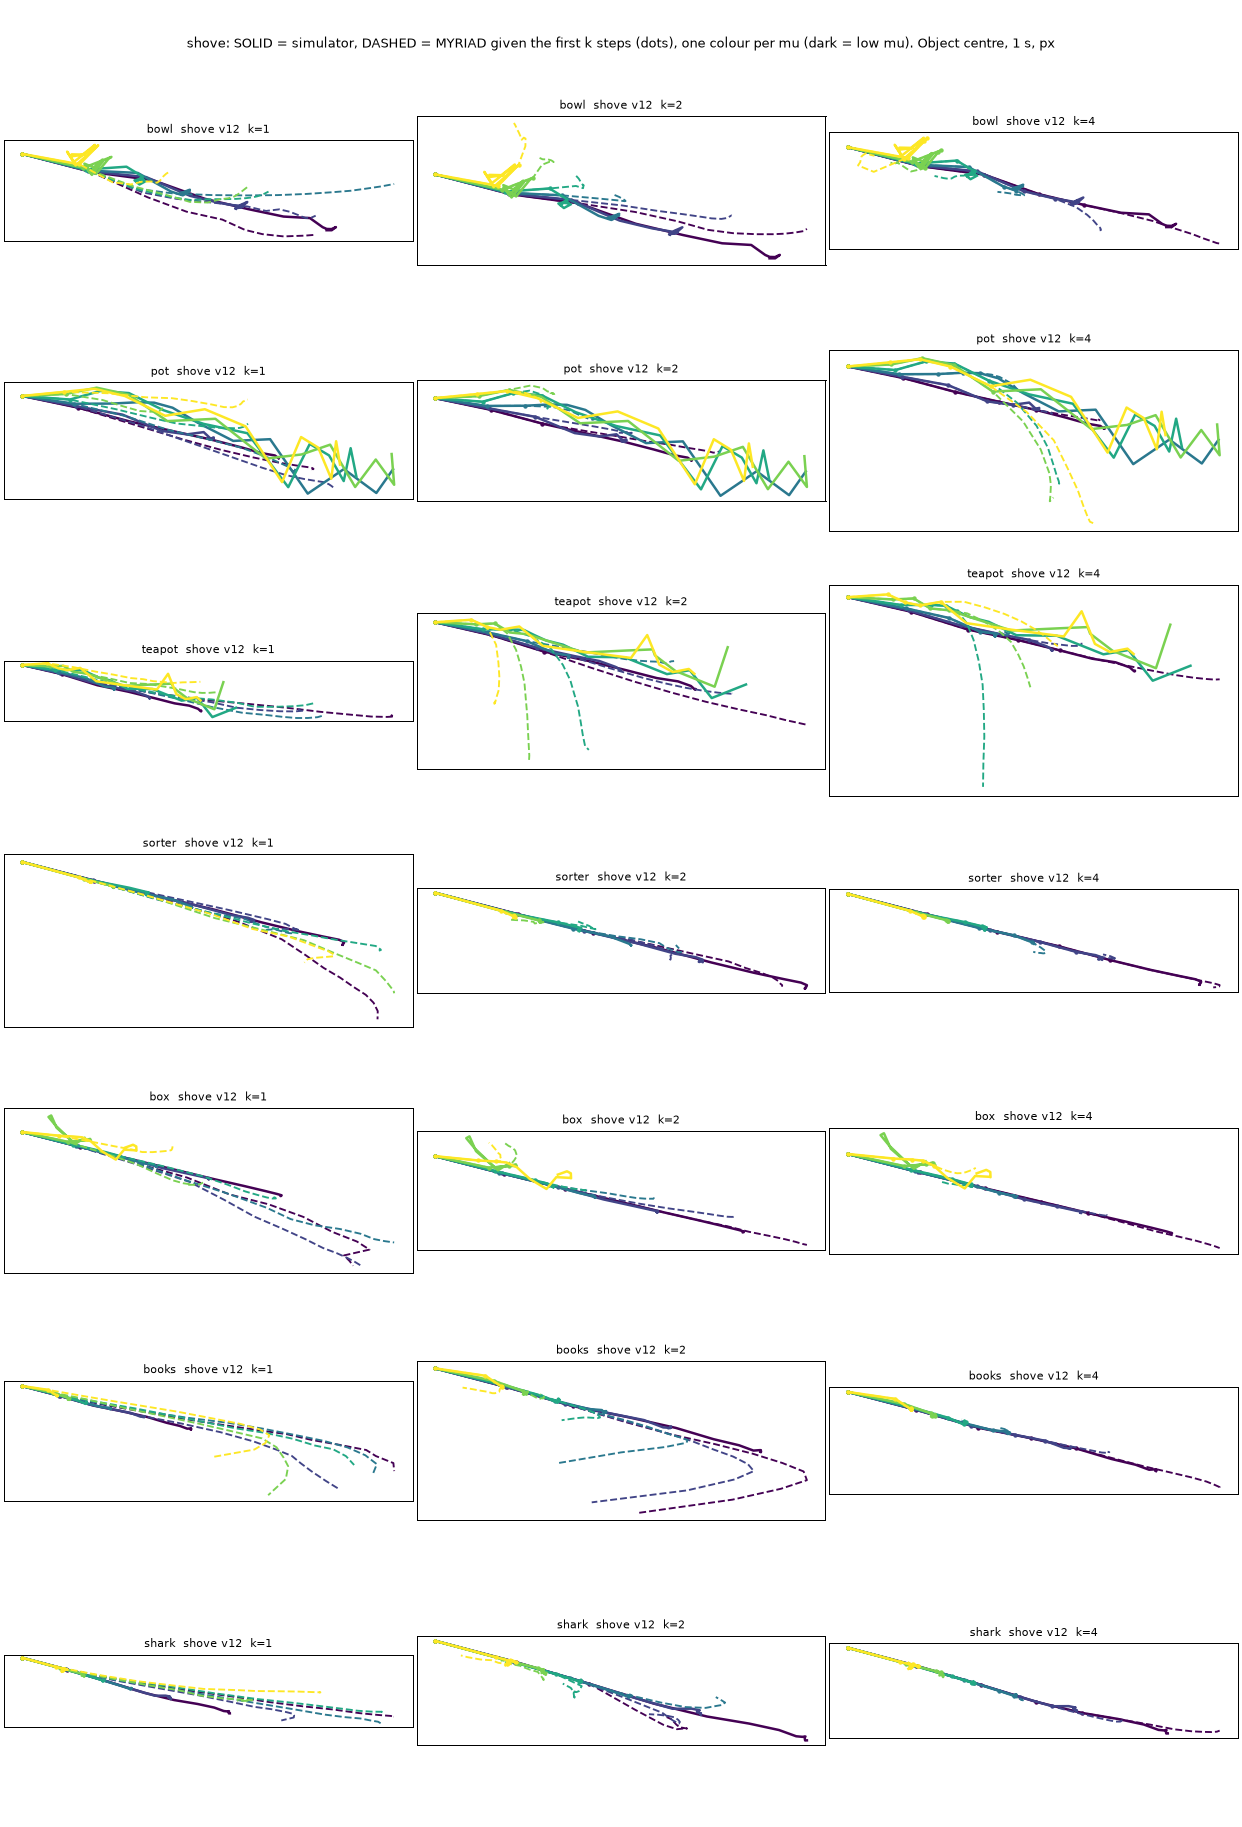 shove: SOLID = simulator, DASHED = MYRIAD given the first k steps (dots), one colour per mu (dark = low mu). Object centre, 1 s, px
bowl  shove v12  k=1
bowl  shove v12  k=2
bowl  shove v12  k=4
pot  shove v12  k=1
pot  shove v12  k=2
pot  shove v12  k=4
teapot  shove v12  k=1
teapot  shove v12  k=2
teapot  shove v12  k=4
sorter  shove v12  k=1
sorter  shove v12  k=2
sorter  shove v12  k=4
box  shove v12  k=1
box  shove v12  k=2
box  shove v12  k=4
books  shove v12  k=1
books  shove v12  k=2
books  shove v12  k=4
shark  shove v12  k=1
shark  shove v12  k=2
shark  shove v12  k=4